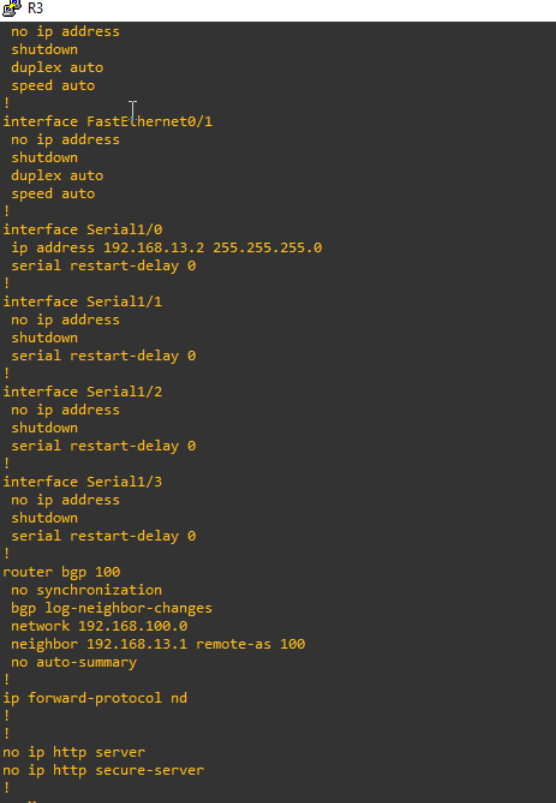 R3
no ip address
shutdown
duplex auto
speed auto
!
interface FastEthernet0/1
no ip address
shutdown
duplex auto
speed auto
!
interface Serial1/0
ip address 192.168.13.2 255.255.255.0
serial restart-delay 0
!
interface Serial1/1
no ip address
shutdown
serial restart-delay 0
!
interface Serial1/2
no ip address
shutdown
serial restart-delay 0
!
interface Serial1/3
no ip address
shutdown
serial restart-delay 0
!
router bgp 100
no synchronization
bgp log-neighbor-changes
network 192.168.100.0
neighbor 192.168.13.1 remote-as 100
no auto-summary
!
ip forward-protocol nd
!
!
no ip http server
no ip http secure-server
!